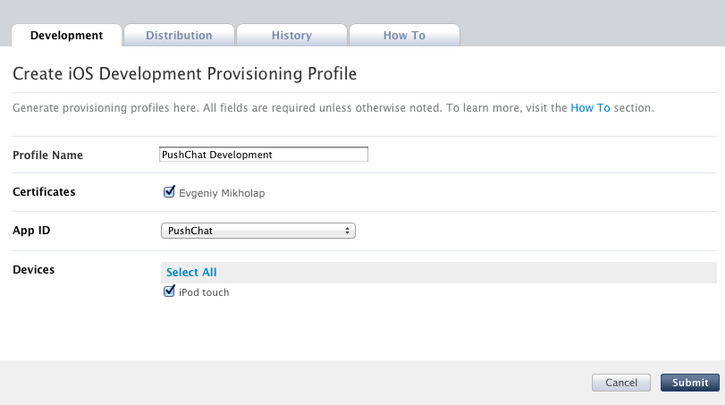 Development Distribution History How To
Create iOS Development Provisioning Profile
Generate provisioning profiles here. All fields are required unless otherwise noted. To learn more, visit the How To section.
Profile Name PushChat Development
Certificates Evgeniy Mikholap
App ID PushChat
Devices Select All
iPod touch
Cancel Submit